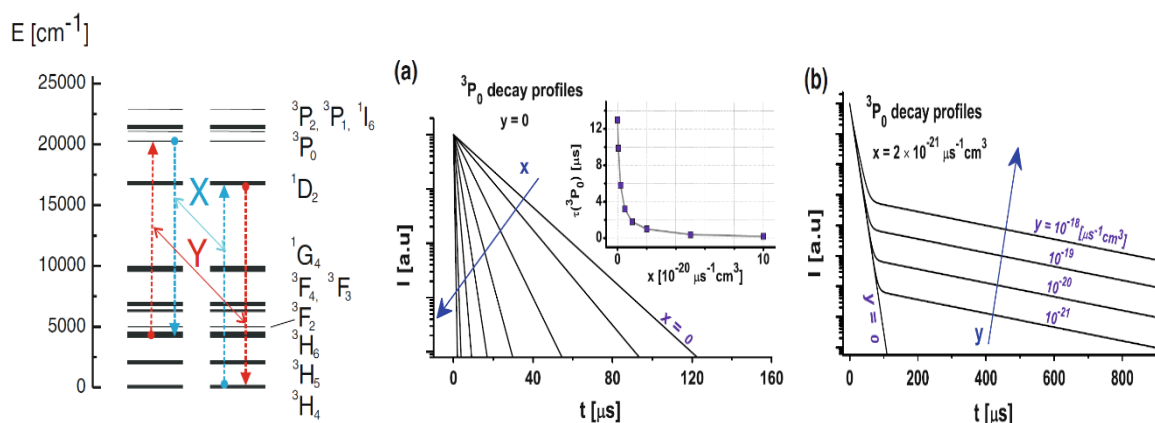 E [cm⁻¹]
25000
20000
15000
10000
5000
0
³P₂, ³P₁, ¹I₆
³P₀
¹D₂
¹G₄
³F₄, ³F₃
³F₂
³H₆
³H₅
³H₄
X
Y
(a)
³P₀ decay profiles
y = 0
x
x = 0
I [a.u]
0 40 80 120 160
t [μs]
τ(³P₀) [μs]
12
8
4
0
0 10
x [10⁻²⁰ μs⁻¹cm³]
(b)
³P₀ decay profiles
x = 2 × 10⁻²¹ μs⁻¹cm³
y = 10⁻¹⁸[μs⁻¹cm³]
10⁻¹⁹
10⁻²⁰
10⁻²¹
y = 0
y
I [a.u]
0 200 400 600 800
t [μs]